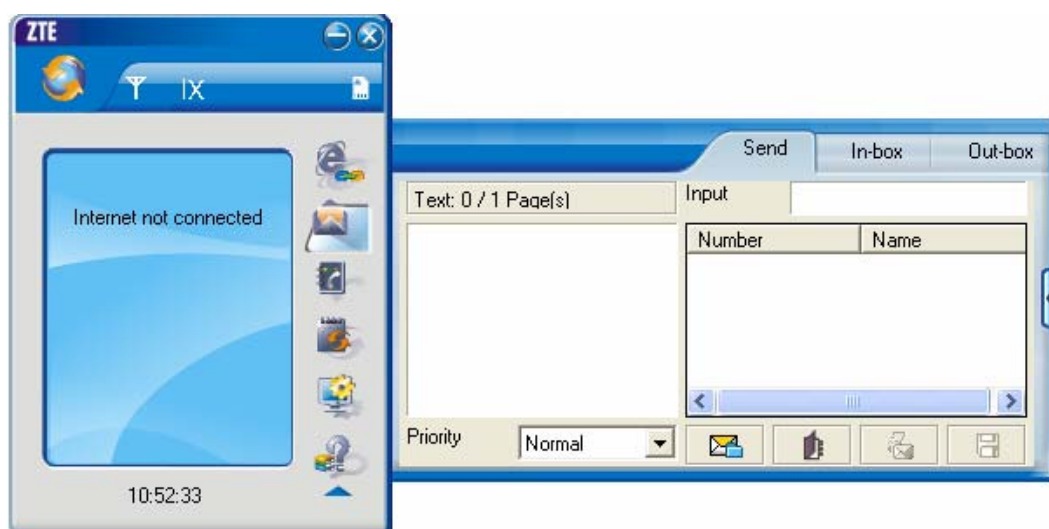 ZTE
IX
Internet not connected
10:52:33
Send
In-box
Out-box
Text: 0 / 1 Page(s)
Input
Number
Name
Priority
Normal